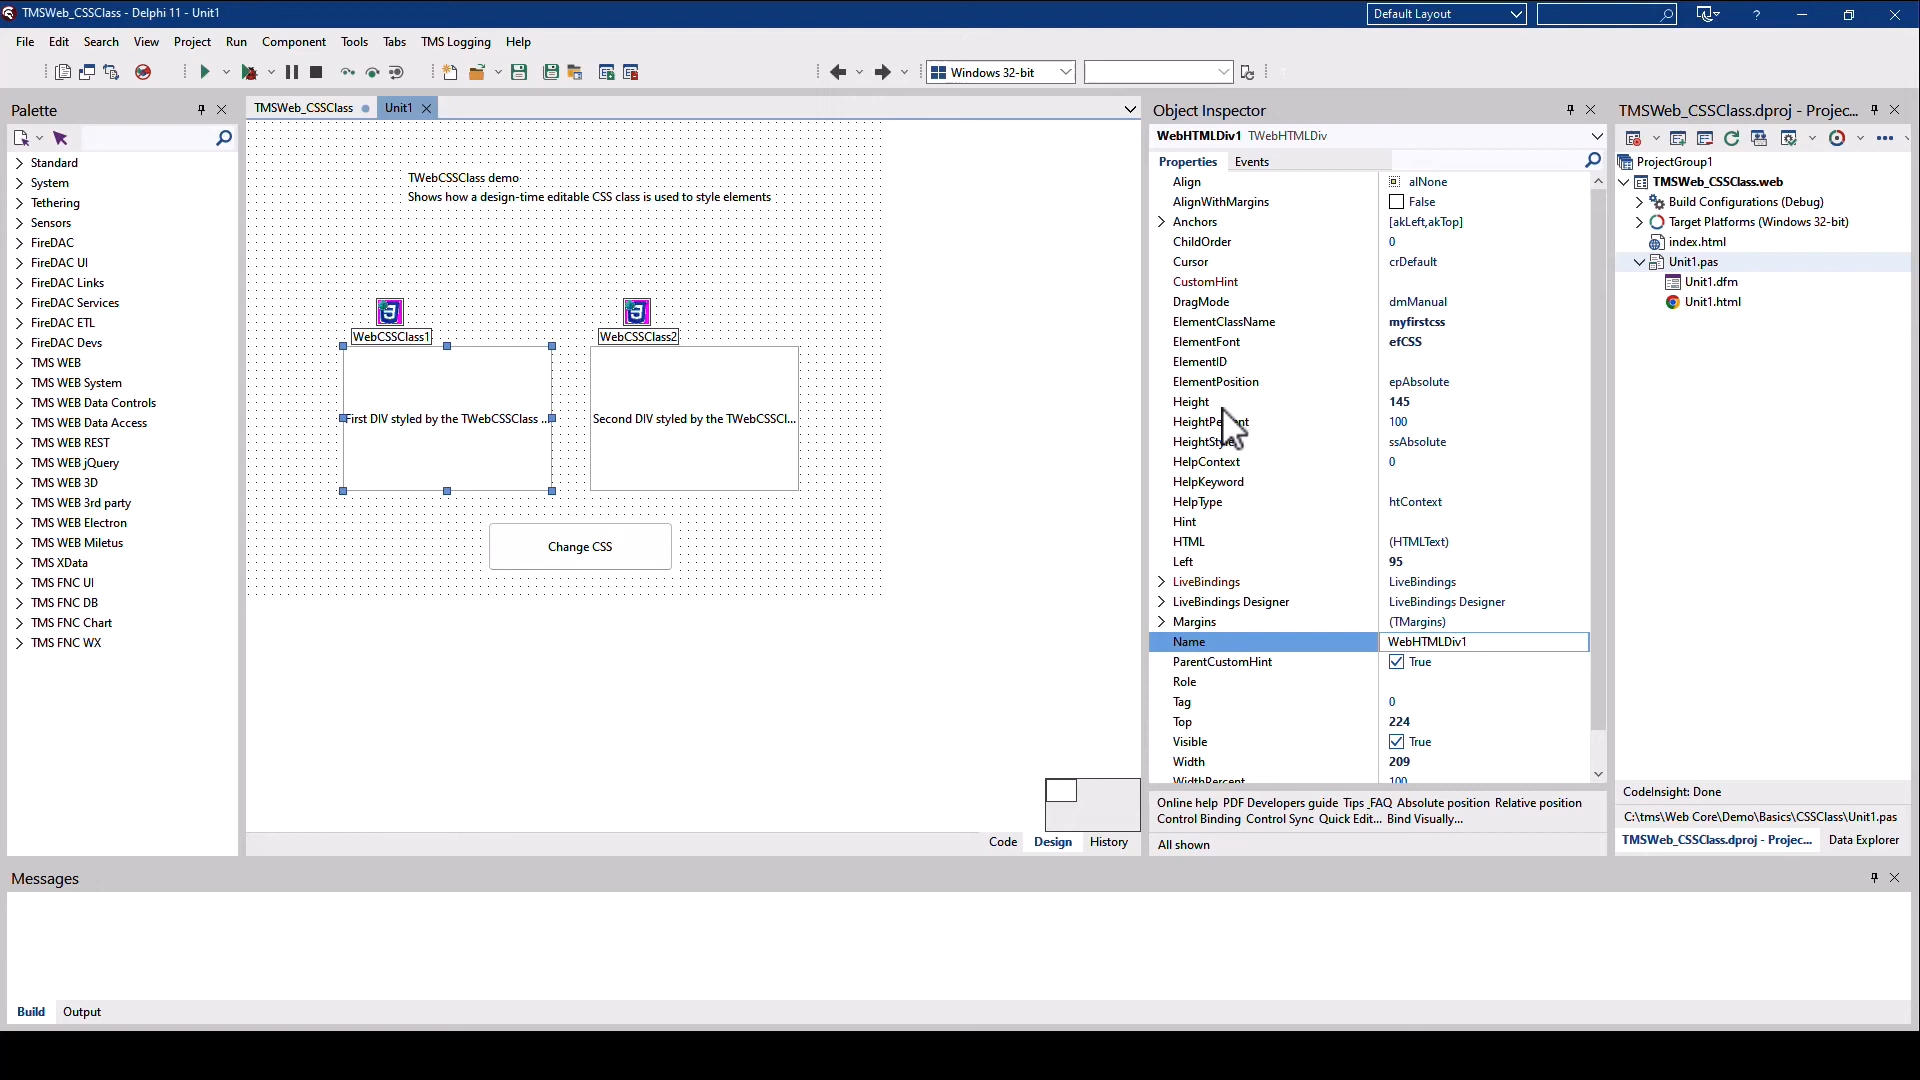 TMSWeb_CSSClass - Delphi 11 - Unit1
Default Layout
?
File Edit Search View Project Run Component Tools Tabs TMS Logging Help
Windows 32-bit
Palette
Standard
System
Tethering
Sensors
FireDAC
FireDAC UI
FireDAC Links
FireDAC Services
FireDAC ETL
FireDAC Devs
TMS WEB
TMS WEB System
TMS WEB Data Controls
TMS WEB Data Access
TMS WEB REST
TMS WEB jQuery
TMS WEB 3D
TMS WEB 3rd party
TMS WEB Electron
TMS WEB Miletus
TMS XData
TMS FNC UI
TMS FNC DB
TMS FNC Chart
TMS FNC WX
TMSWeb_CSSClass Unit1
TWebCSSClass demo
Shows how a design-time editable CSS class is used to style elements
WebCSSClass1 WebCSSClass2
First DIV styled by the TWebCSSClass ... Second DIV styled by the TWebCSSCl...
Change CSS
Code Design History
Object Inspector
WebHTMLDiv1 TWebHTMLDiv
Properties Events
Align alNone
AlignWithMargins False
Anchors [akLeft,akTop]
ChildOrder 0
Cursor crDefault
CustomHint
DragMode dmManual
ElementClassName myfirstcss
ElementFont efCSS
ElementID
ElementPosition epAbsolute
Height 145
100
ssAbsolute
HelpContext 0
HelpKeyword
HelpType htContext
Hint
HTML (HTMLText)
Left 95
LiveBindings LiveBindings
LiveBindings Designer LiveBindings Designer
Margins (TMargins)
Name WebHTMLDiv1
ParentCustomHint True
Role
Tag 0
Top 224
Visible True
Width 209
WidthPercent 100
Online help PDF Developers guide Tips_FAQ Absolute position Relative position
Control Binding Control Sync Quick Edit... Bind Visually...
All shown
TMSWeb_CSSClass.dproj - Projec...
ProjectGroup1
TMSWeb_CSSClass.web
Build Configurations (Debug)
Target Platforms (Windows 32-bit)
index.html
Unit1.pas
Unit1.dfm
Unit1.html
CodeInsight: Done
C:\tms\Web Core\Demo\Basics\CSSClass\Unit1.pas
TMSWeb_CSSClass.dproj - Projec... Data Explorer
Messages
Build Output